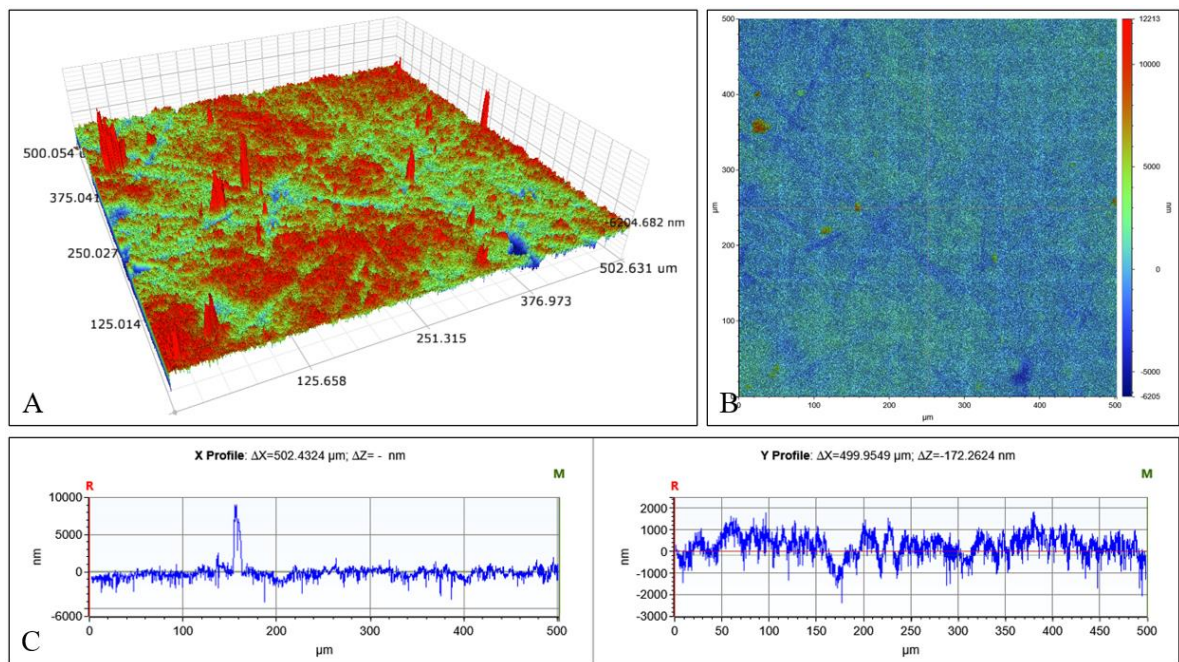 500.054 u
375.041
250.027
125.014
125.658
251.315
376.973
502.631 um
-6204.682 nm
A
500
400
300
200
100
µm
0
100
200
300
400
500
µm
12213
10000
5000
0
-5000
-6205
nm
B
X Profile: ΔX=502.4324 µm; ΔZ= - nm
R
M
10000
5000
0
-6000
nm
0
100
200
300
400
500
µm
C
Y Profile: ΔX=499.9549 µm; ΔZ=-172.2624 nm
R
M
2000
1000
0
-1000
-2000
-3000
nm
0
50
100
150
200
250
300
350
400
450
500
µm